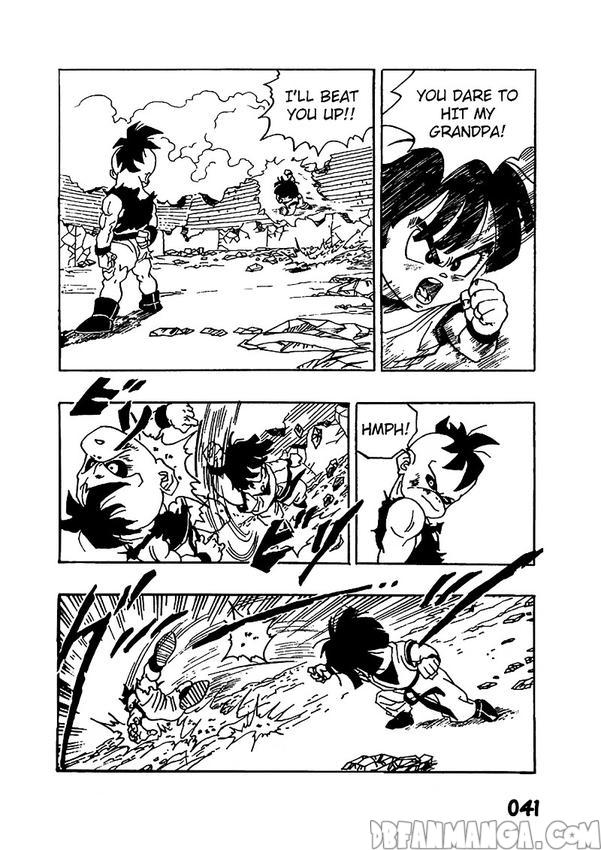 YOU DARE TO
HIT MY
GRANDPA!
I'LL BEAT
YOU UP!!
HMPH!
041
DBFANMANGA.COM